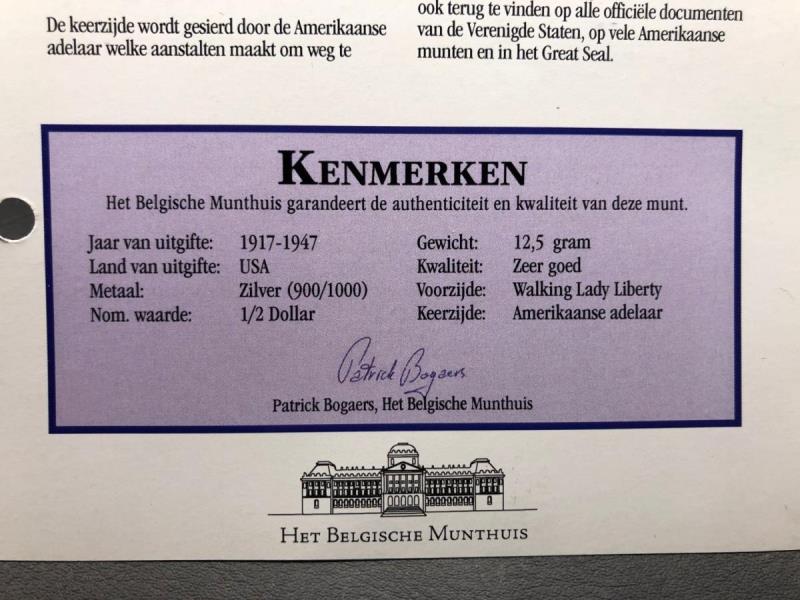 De keerzijde wordt gesierd door de Amerikaanse
adelaar welke aanstalten maakt om weg te
ook terug te vinden op alle officiële documenten
van de Verenigde Staten, op vele Amerikaanse
munten en in het Great Seal.
KENMERKEN
Het Belgische Munthuis garandeert de authenticiteit en kwaliteit van deze munt.
Jaar van uitgifte: 1917-1947
Land van uitgifte: USA
Metaal: Zilver (900/1000)
Nom. waarde: 1/2 Dollar
Gewicht: 12,5 gram
Kwaliteit: Zeer goed
Voorzijde: Walking Lady Liberty
Keerzijde: Amerikaanse adelaar
Patrick Bogaers
Patrick Bogaers, Het Belgische Munthuis
HET BELGISCHE MUNTHUIS